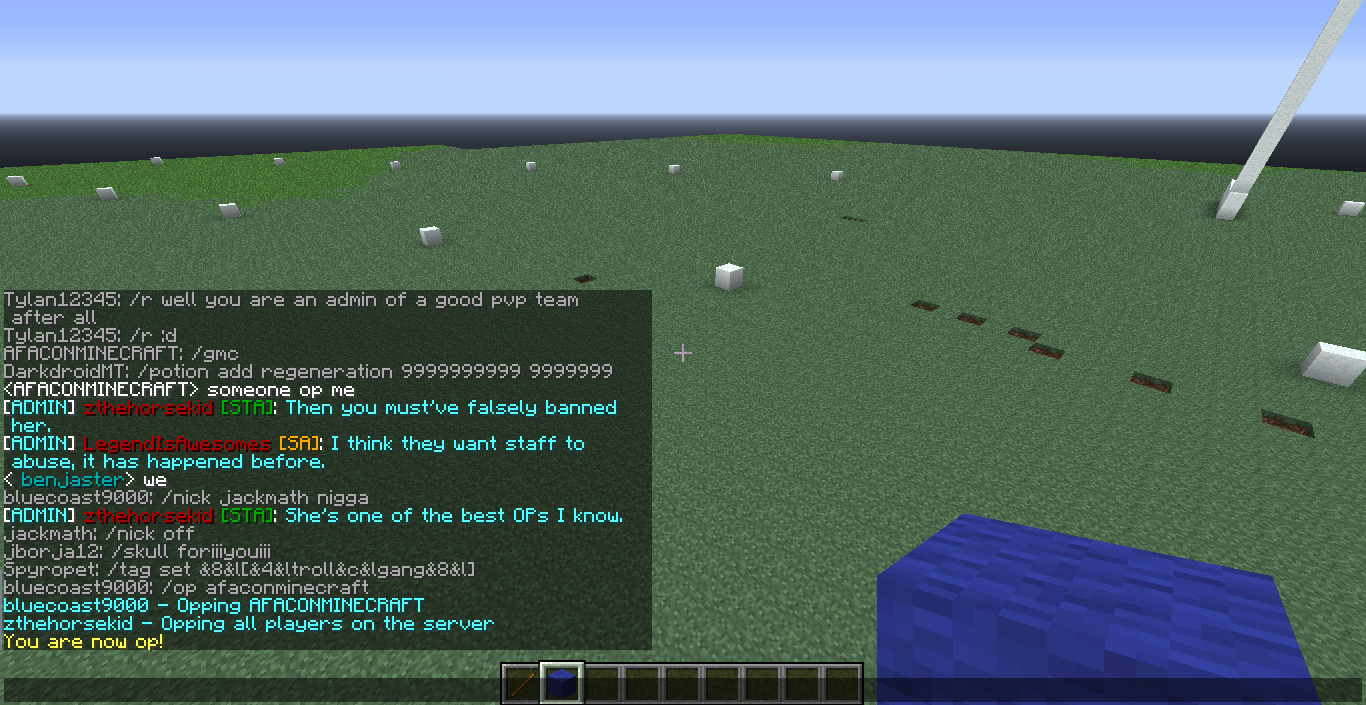 Tylan12345: /r well you are an admin of a good pvp team
after all
Tylan12345: /r :d
AFACONMINECRAFT: /gmc
DarkdroidMT: /potion add regeneration 9999999999 9999999
<AFACONMINECRAFT> someone op me
[ADMIN] zthehorsekid [STA]: Then you must've falsely banned
her.
[ADMIN] LegendIsAwesomes [SA]: I think they want staff to
abuse, it has happened before.
< benjaster> we
bluecoast9000: /nick jackmath nigga
[ADMIN] zthehorsekid [STA]: She's one of the best OPs I know.
jackmath: /nick off
jborja12: /skull foriiiyouiii
Spyropet: /tag set &8&l[&4&ltroll&c&lgang&8&l]
bluecoast9000: /op afaconminecraft
bluecoast9000 - Opping AFACONMINECRAFT
zthehorsekid - Opping all players on the server
You are now op!